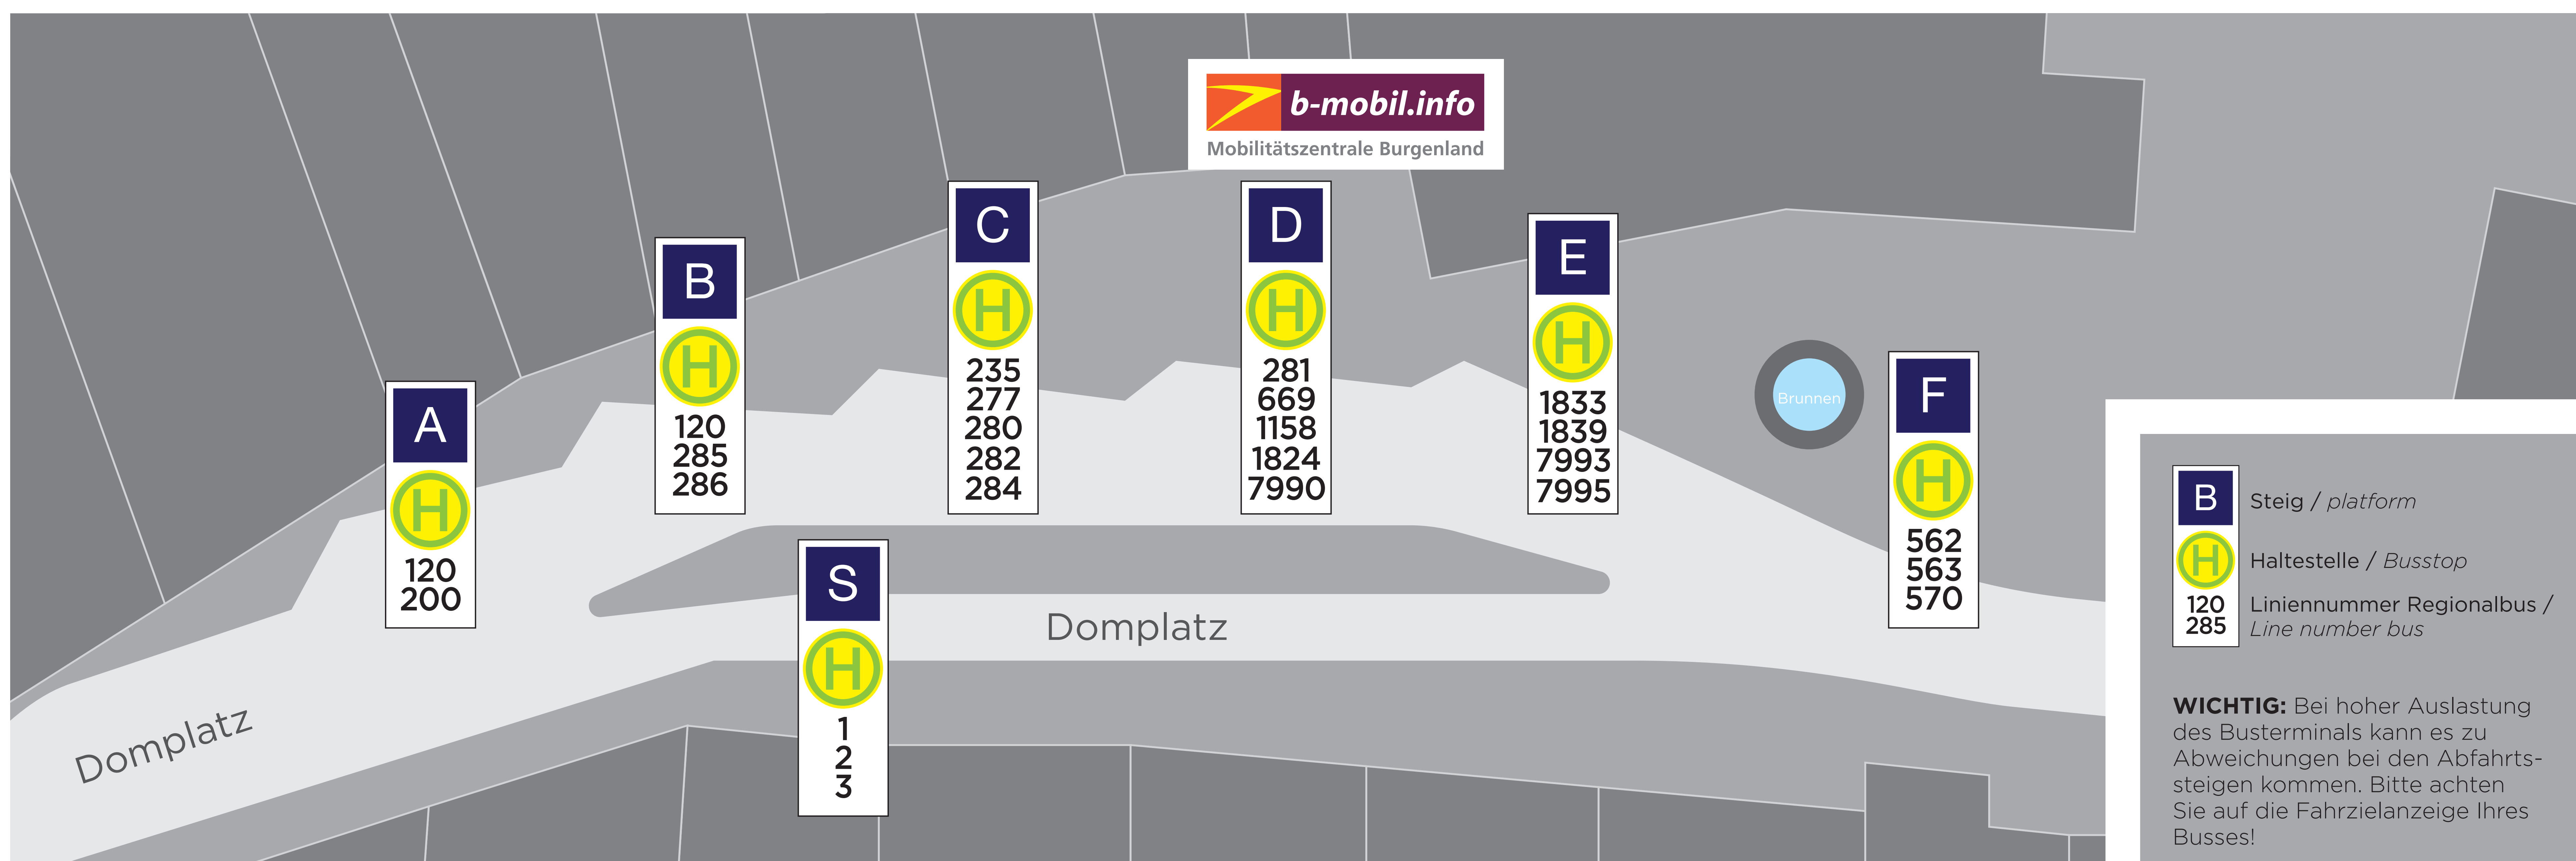 b-mobil.info
Mobilitätszentrale Burgenland
A
H
120
200
B
H
120
285
286
C
H
235
277
280
282
284
D
H
281
669
1158
1824
7990
E
H
1833
1839
7993
7995
Brunnen
F
H
562
563
570
S
H
1
2
3
Domplatz
Domplatz
B
Steig / platform
H
Haltestelle / Busstop
120
285
Liniennummer Regionalbus /
Line number bus
WICHTIG: Bei hoher Auslastung
des Busterminals kann es zu
Abweichungen bei den Abfahrts-
steigen kommen. Bitte achten
Sie auf die Fahrzielanzeige Ihres
Busses!